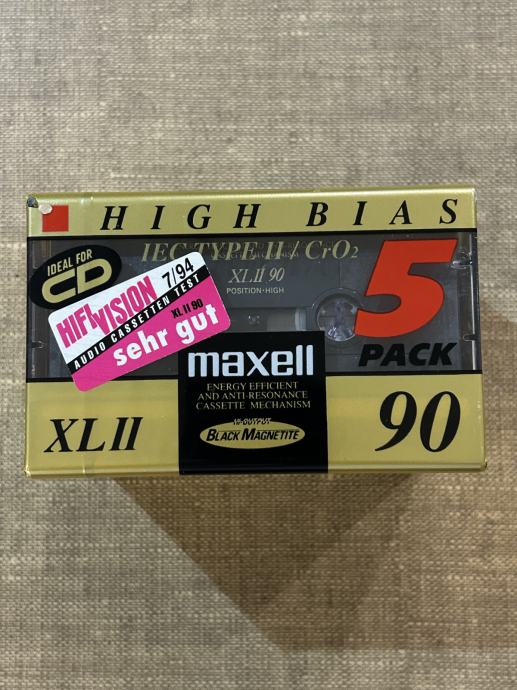 HIGH BIAS
IDEAL FOR
CD
IEC TYPE II / CrO2
XLII 90
POSITION·HIGH
5
PACK
HIFI VISION 7/94
AUDIO CASSETTEN TEST
XL II 90
sehr gut
maxell
ENERGY EFFICIENT
AND ANTI-RESONANCE
CASSETTE MECHANISM
BLACK MAGNETITE
XLII
90